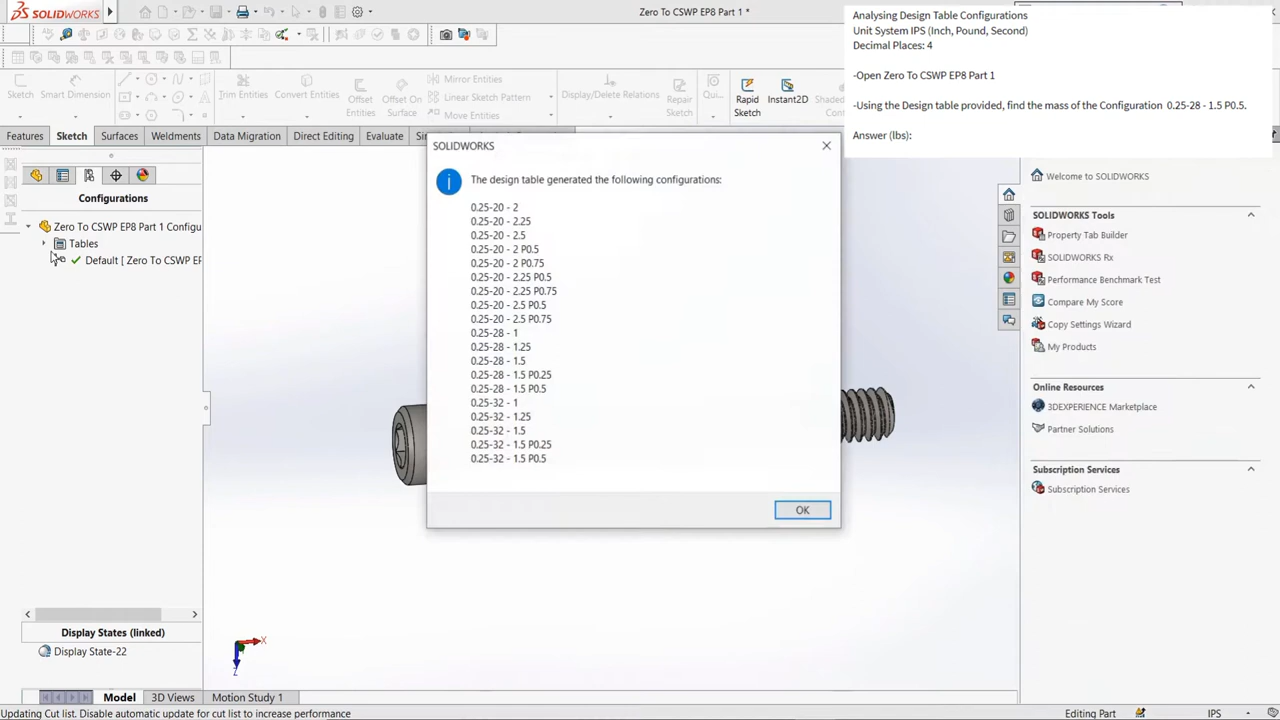 SOLIDWORKS
Zero To CSWP EP8 Part 1 *
Analysing Design Table Configurations
Unit System IPS (Inch, Pound, Second)
Decimal Places: 4
-Open Zero To CSWP EP8 Part 1
-Using the Design table provided, find the mass of the Configuration 0.25-28 - 1.5 P0.5.
Answer (lbs):
Sketch
Smart Dimension
Trim Entities
Convert Entities
Offset Entities
Offset On Surface
Mirror Entities
Linear Sketch Pattern
Move Entities
Display/Delete Relations
Repair Sketch
Qui...
Rapid Sketch
Instant2D
Shaded
Features
Sketch
Surfaces
Weldments
Data Migration
Direct Editing
Evaluate
Configurations
Zero To CSWP EP8 Part 1 Configu
Tables
Default [ Zero To CSWP EF
Display States (linked)
Display State-22
SOLIDWORKS
The design table generated the following configurations:
0.25-20 - 2
0.25-20 - 2.25
0.25-20 - 2.5
0.25-20 - 2 P0.5
0.25-20 - 2 P0.75
0.25-20 - 2.25 P0.5
0.25-20 - 2.25 P0.75
0.25-20 - 2.5 P0.5
0.25-20 - 2.5 P0.75
0.25-28 - 1
0.25-28 - 1.25
0.25-28 - 1.5
0.25-28 - 1.5 P0.25
0.25-28 - 1.5 P0.5
0.25-32 - 1
0.25-32 - 1.25
0.25-32 - 1.5
0.25-32 - 1.5 P0.25
0.25-32 - 1.5 P0.5
OK
Welcome to SOLIDWORKS
SOLIDWORKS Tools
Property Tab Builder
SOLIDWORKS Rx
Performance Benchmark Test
Compare My Score
Copy Settings Wizard
My Products
Online Resources
3DEXPERIENCE Marketplace
Partner Solutions
Subscription Services
Subscription Services
X
Z
Model
3D Views
Motion Study 1
Updating Cut list. Disable automatic update for cut list to increase performance
Editing Part
IPS